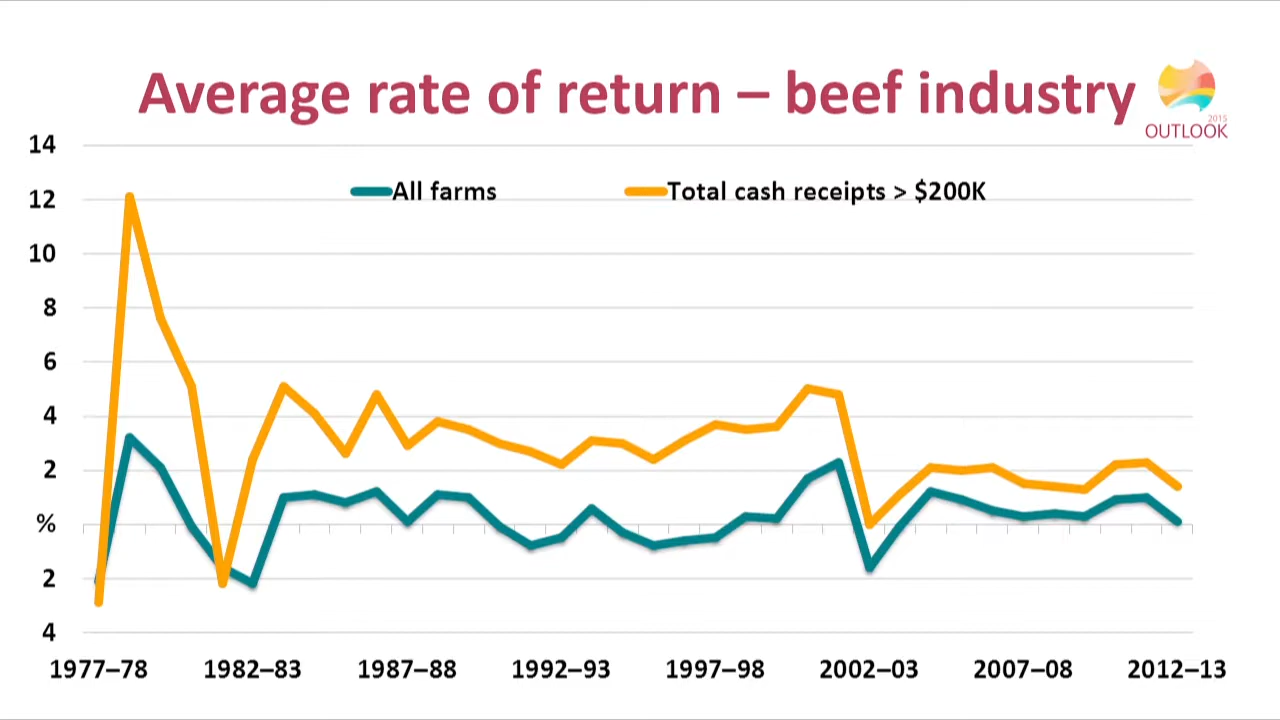 Average rate of return – beef industry
2015
OUTLOOK
14
All farms
Total cash receipts > $200K
12
10
8
6
4
2
%
2
4
1977–78 1982–83 1987–88 1992–93 1997–98 2002–03 2007–08 2012–13